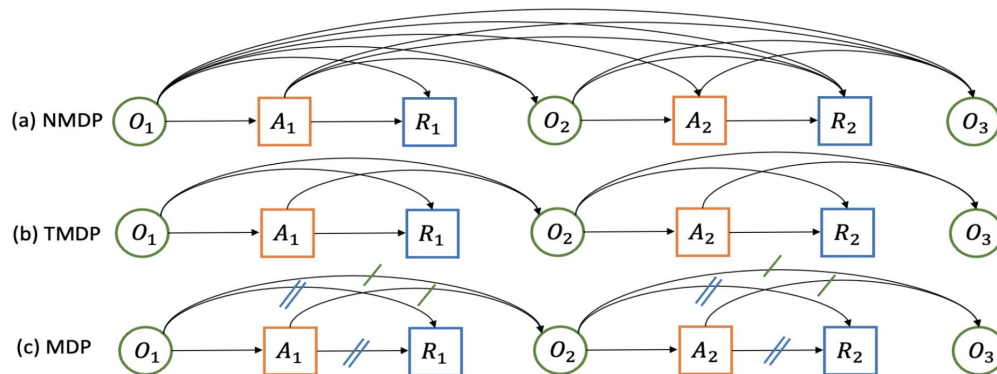 (a) NMDP O₁ A₁ R₁ O₂ A₂ R₂ O₃
(b) TMDP O₁ A₁ R₁ O₂ A₂ R₂ O₃
(c) MDP O₁ A₁ R₁ O₂ A₂ R₂ O₃